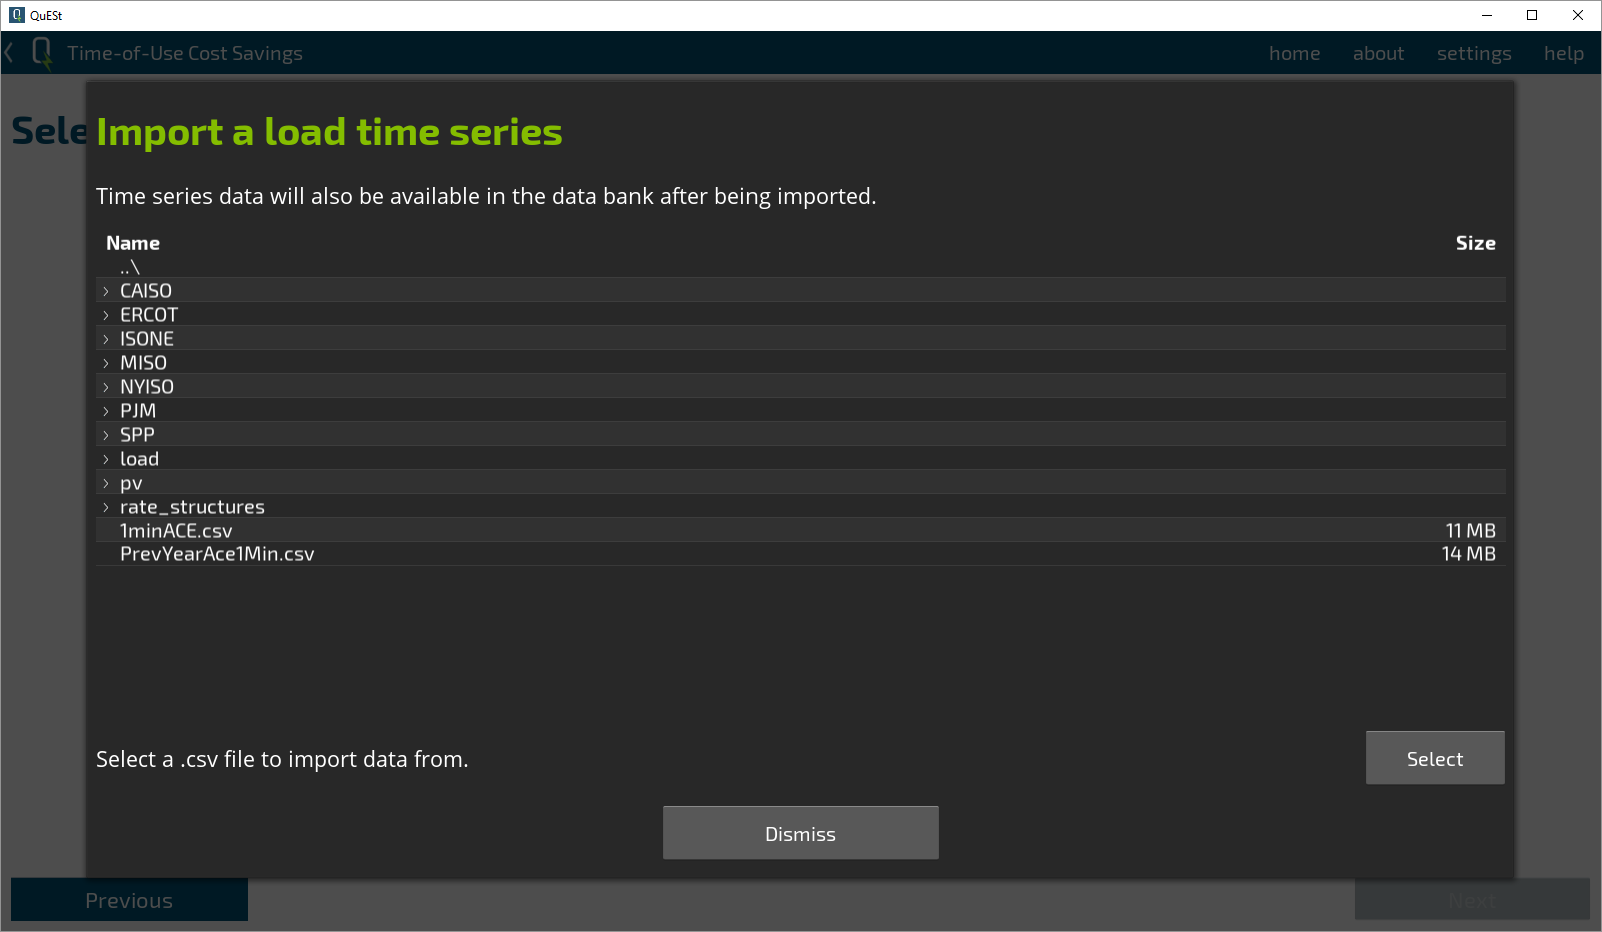 QuESt
Time-of-Use Cost Savings
home about settings help
Sele
Import a load time series
Time series data will also be available in the data bank after being imported.
Name Size
..\
CAISO
ERCOT
ISONE
MISO
NYISO
PJM
SPP
load
pv
rate_structures
1minACE.csv 11 MB
PrevYearAce1Min.csv 14 MB
Select a .csv file to import data from.
Select
Dismiss
Previous
Next